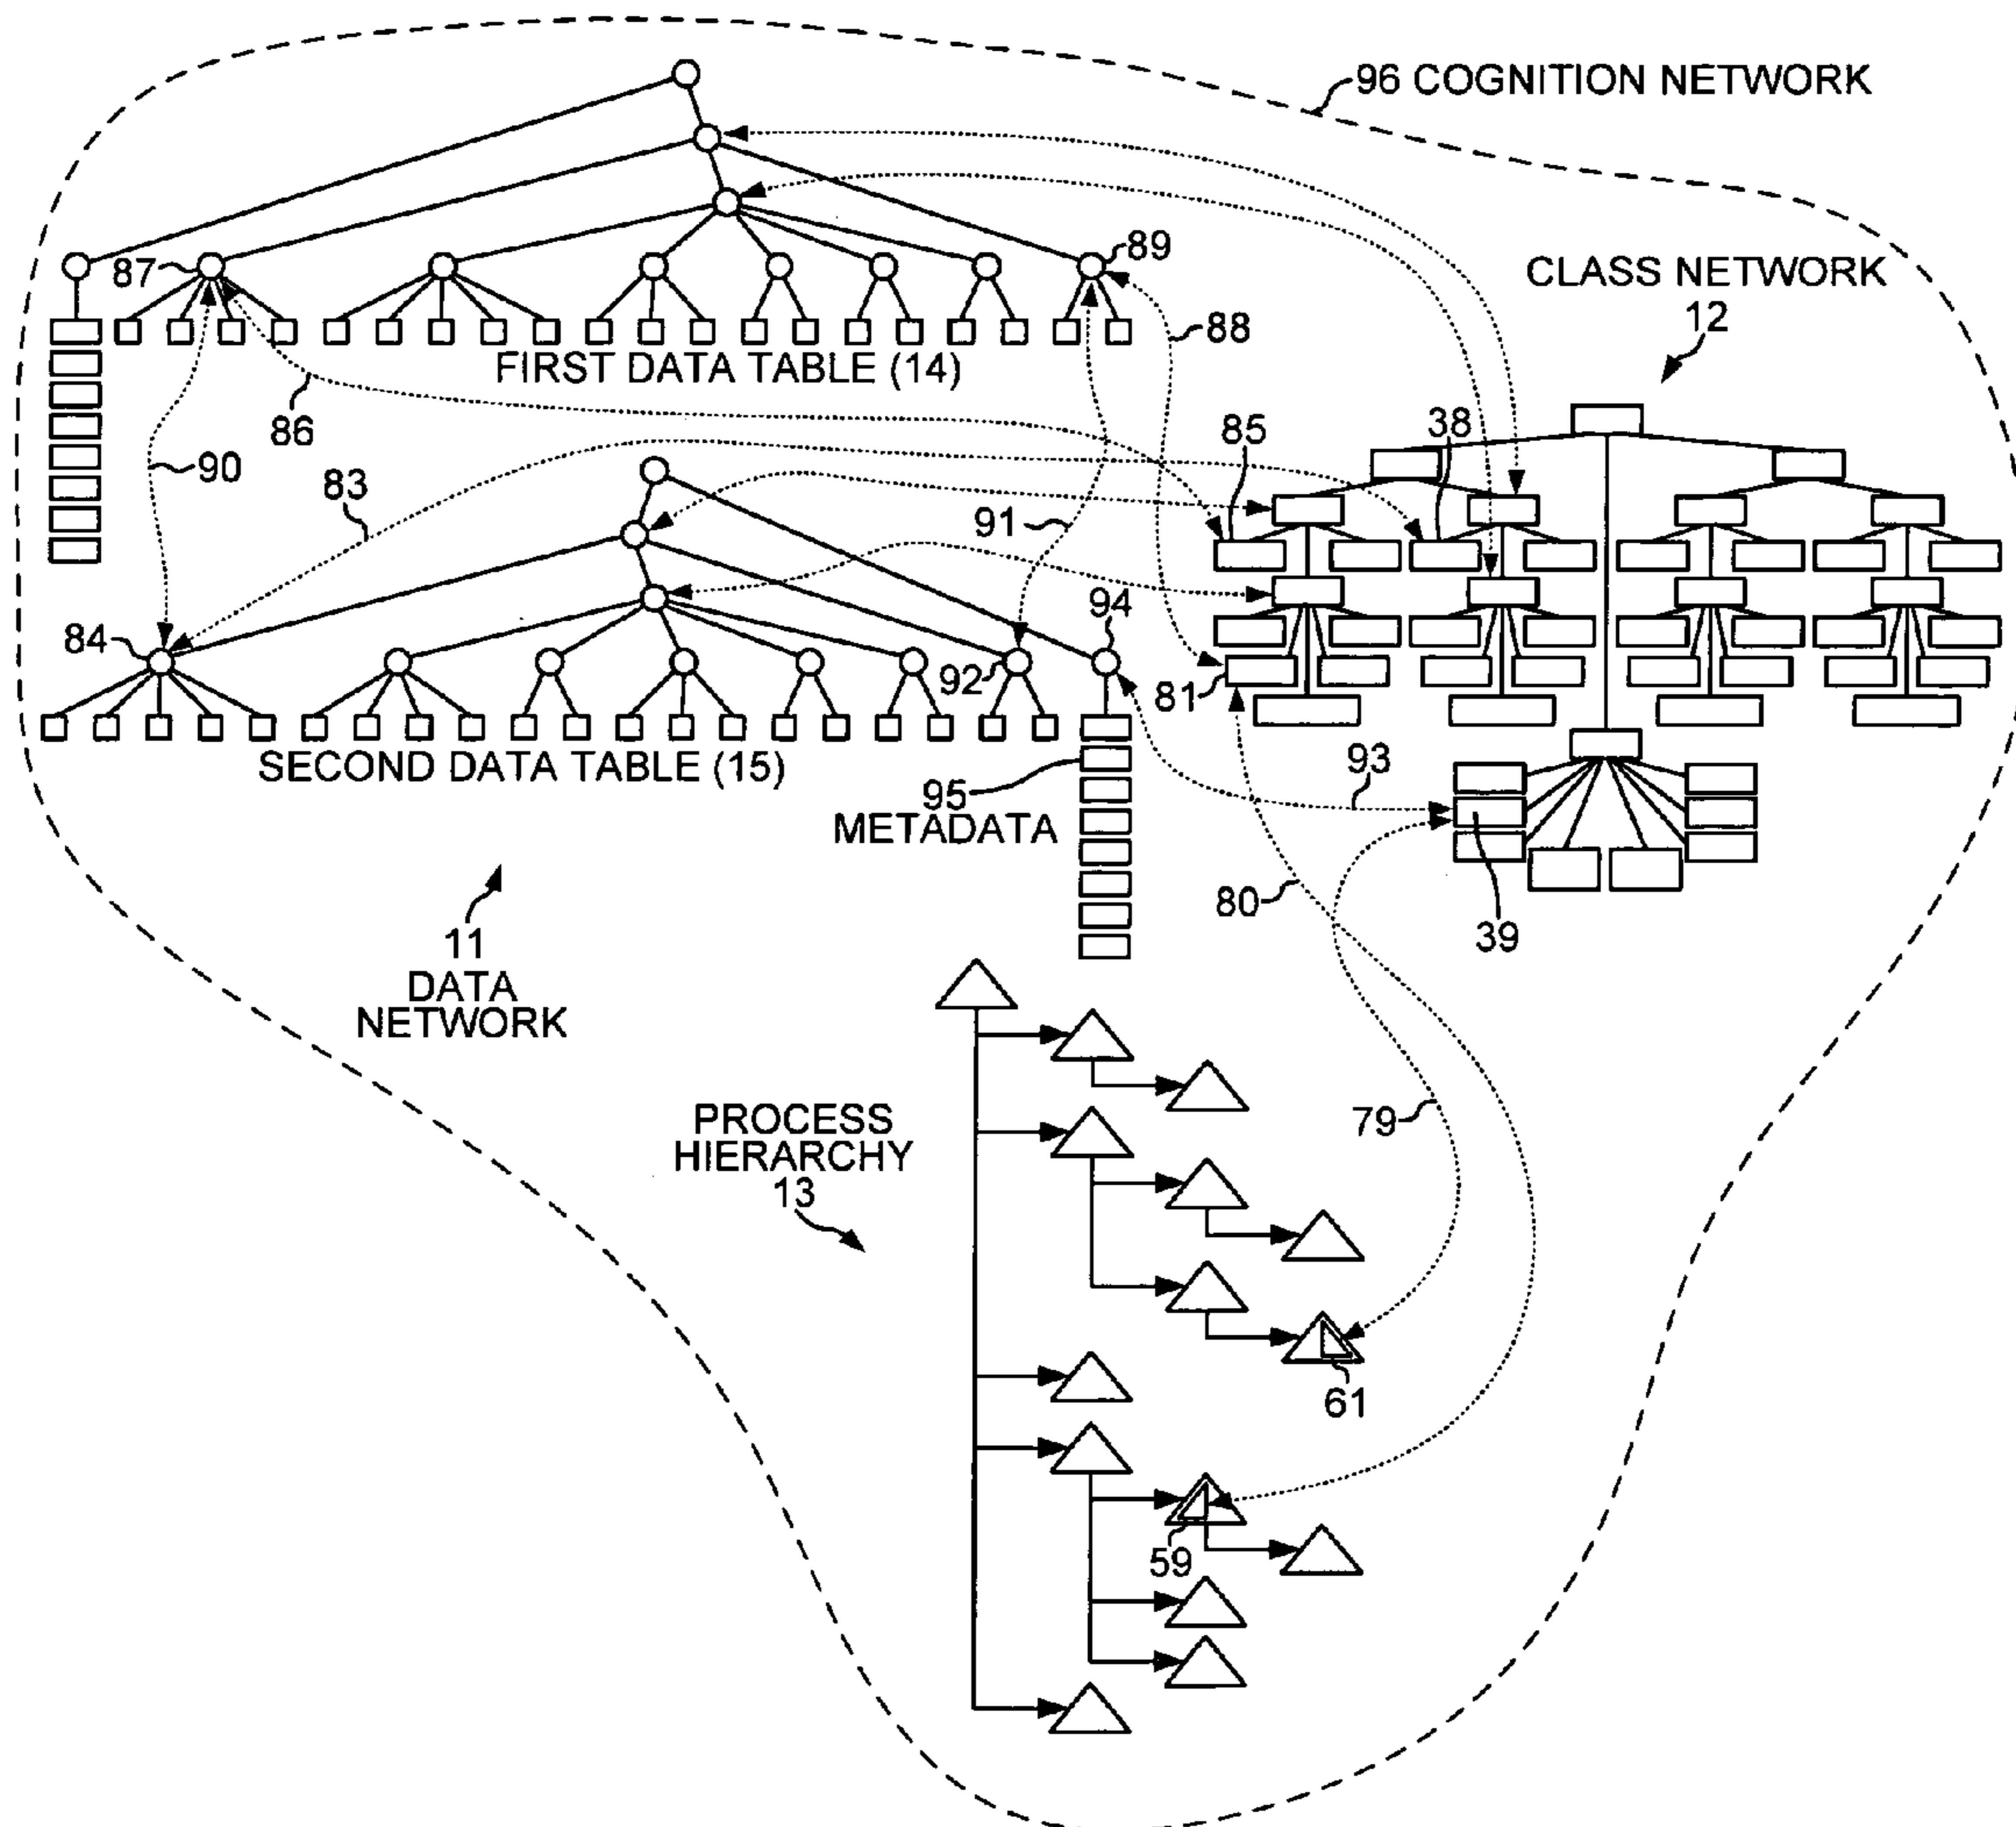 96 COGNITION NETWORK
87
89
CLASS NETWORK
12
88
FIRST DATA TABLE (14)
86
85
38
90
83
91
84
94
92
81
SECOND DATA TABLE (15)
93
95
METADATA
80
39
11
DATA
NETWORK
79
PROCESS
HIERARCHY
13
61
59